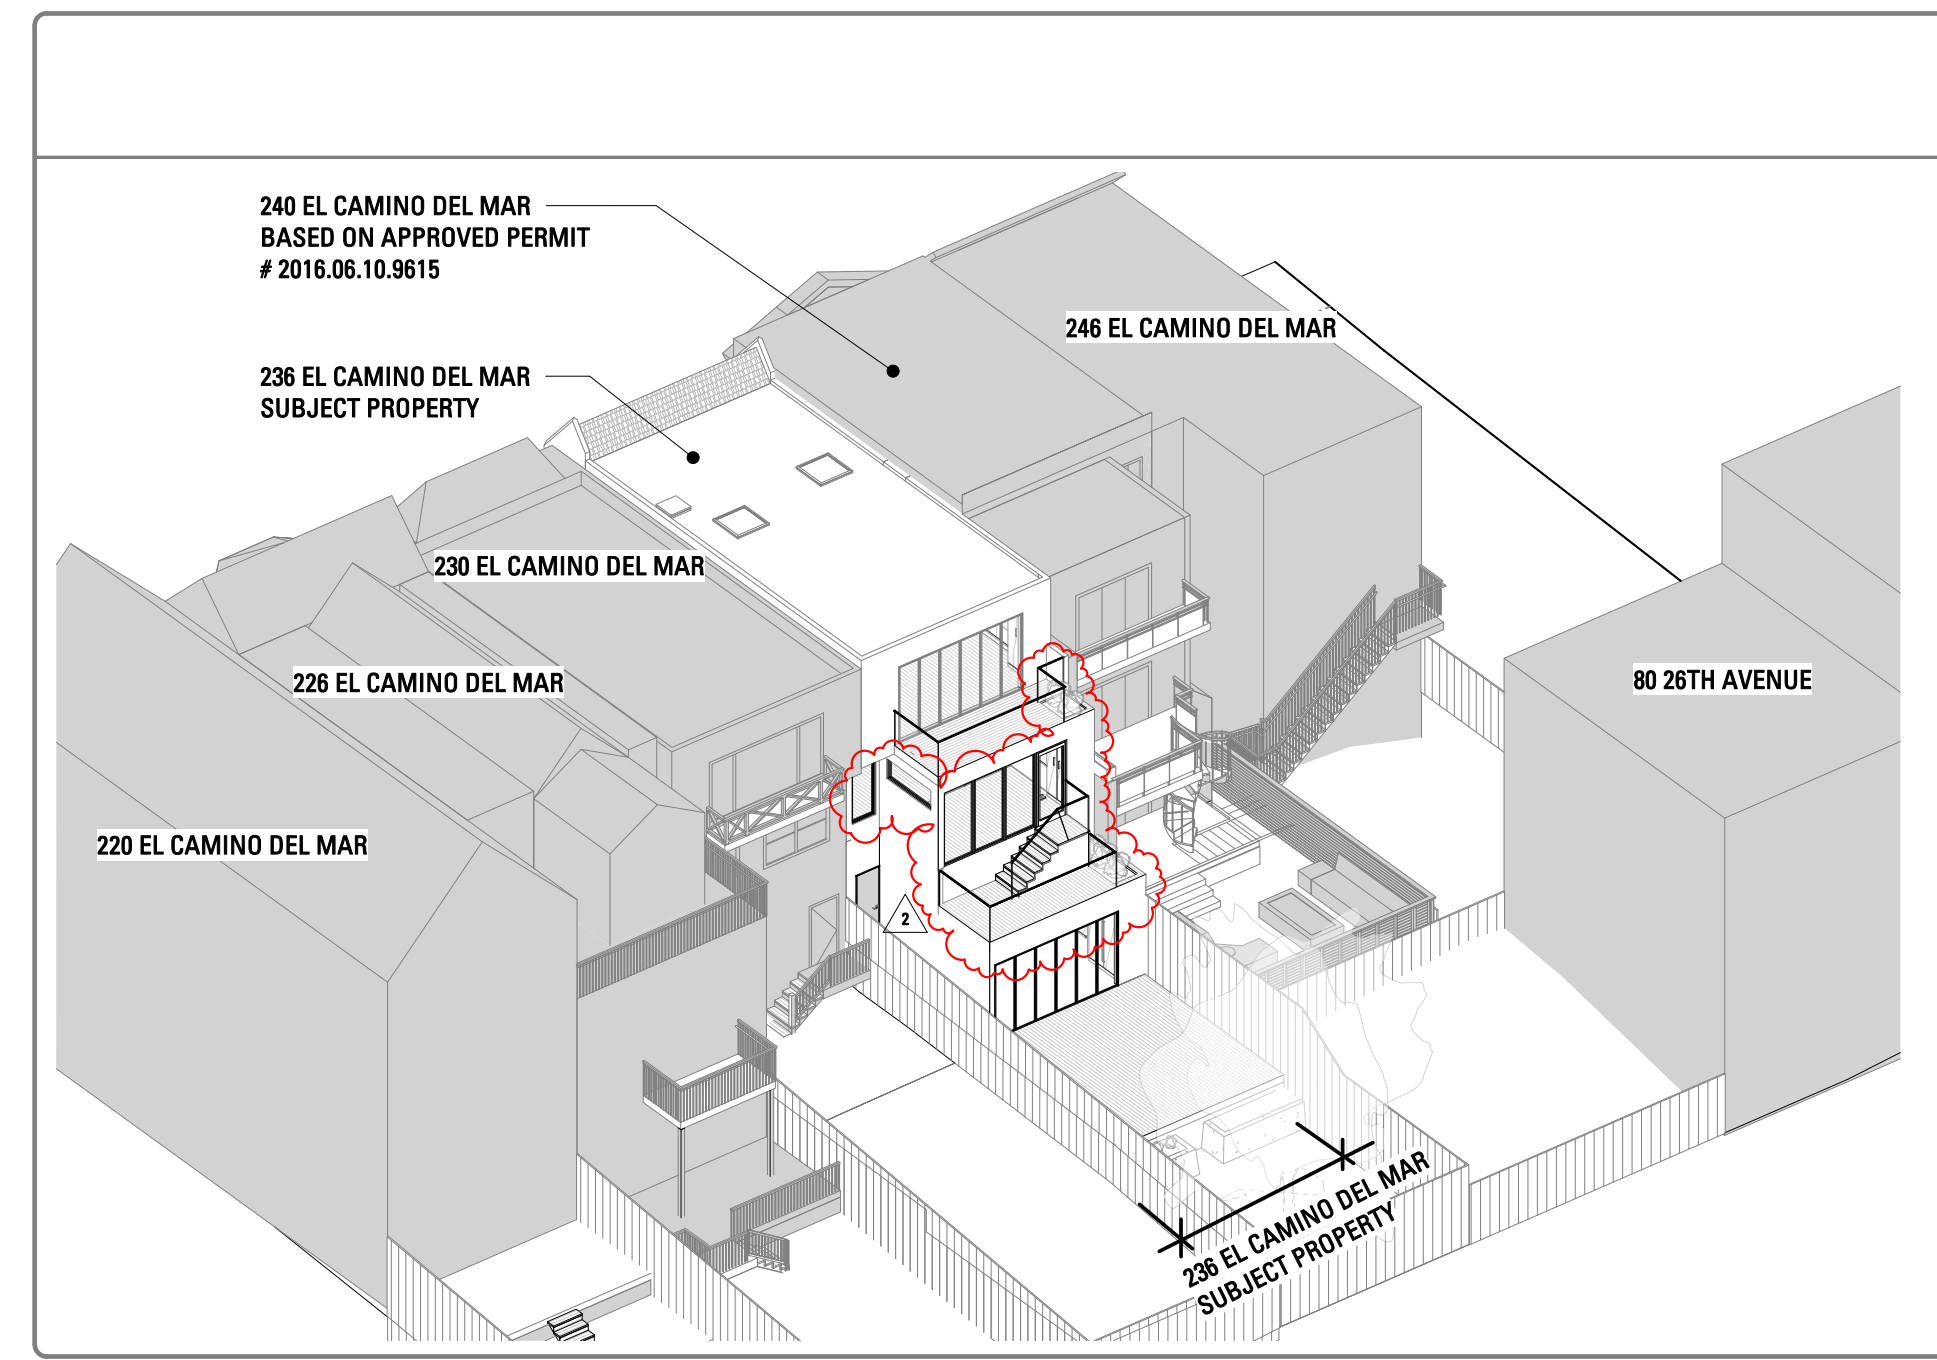 240 EL CAMINO DEL MAR
BASED ON APPROVED PERMIT
# 2016.06.10.9615
246 EL CAMINO DEL MAR
236 EL CAMINO DEL MAR
SUBJECT PROPERTY
230 EL CAMINO DEL MAR
226 EL CAMINO DEL MAR
80 26TH AVENUE
220 EL CAMINO DEL MAR
2
236 EL CAMINO DEL MAR
SUBJECT PROPERTY